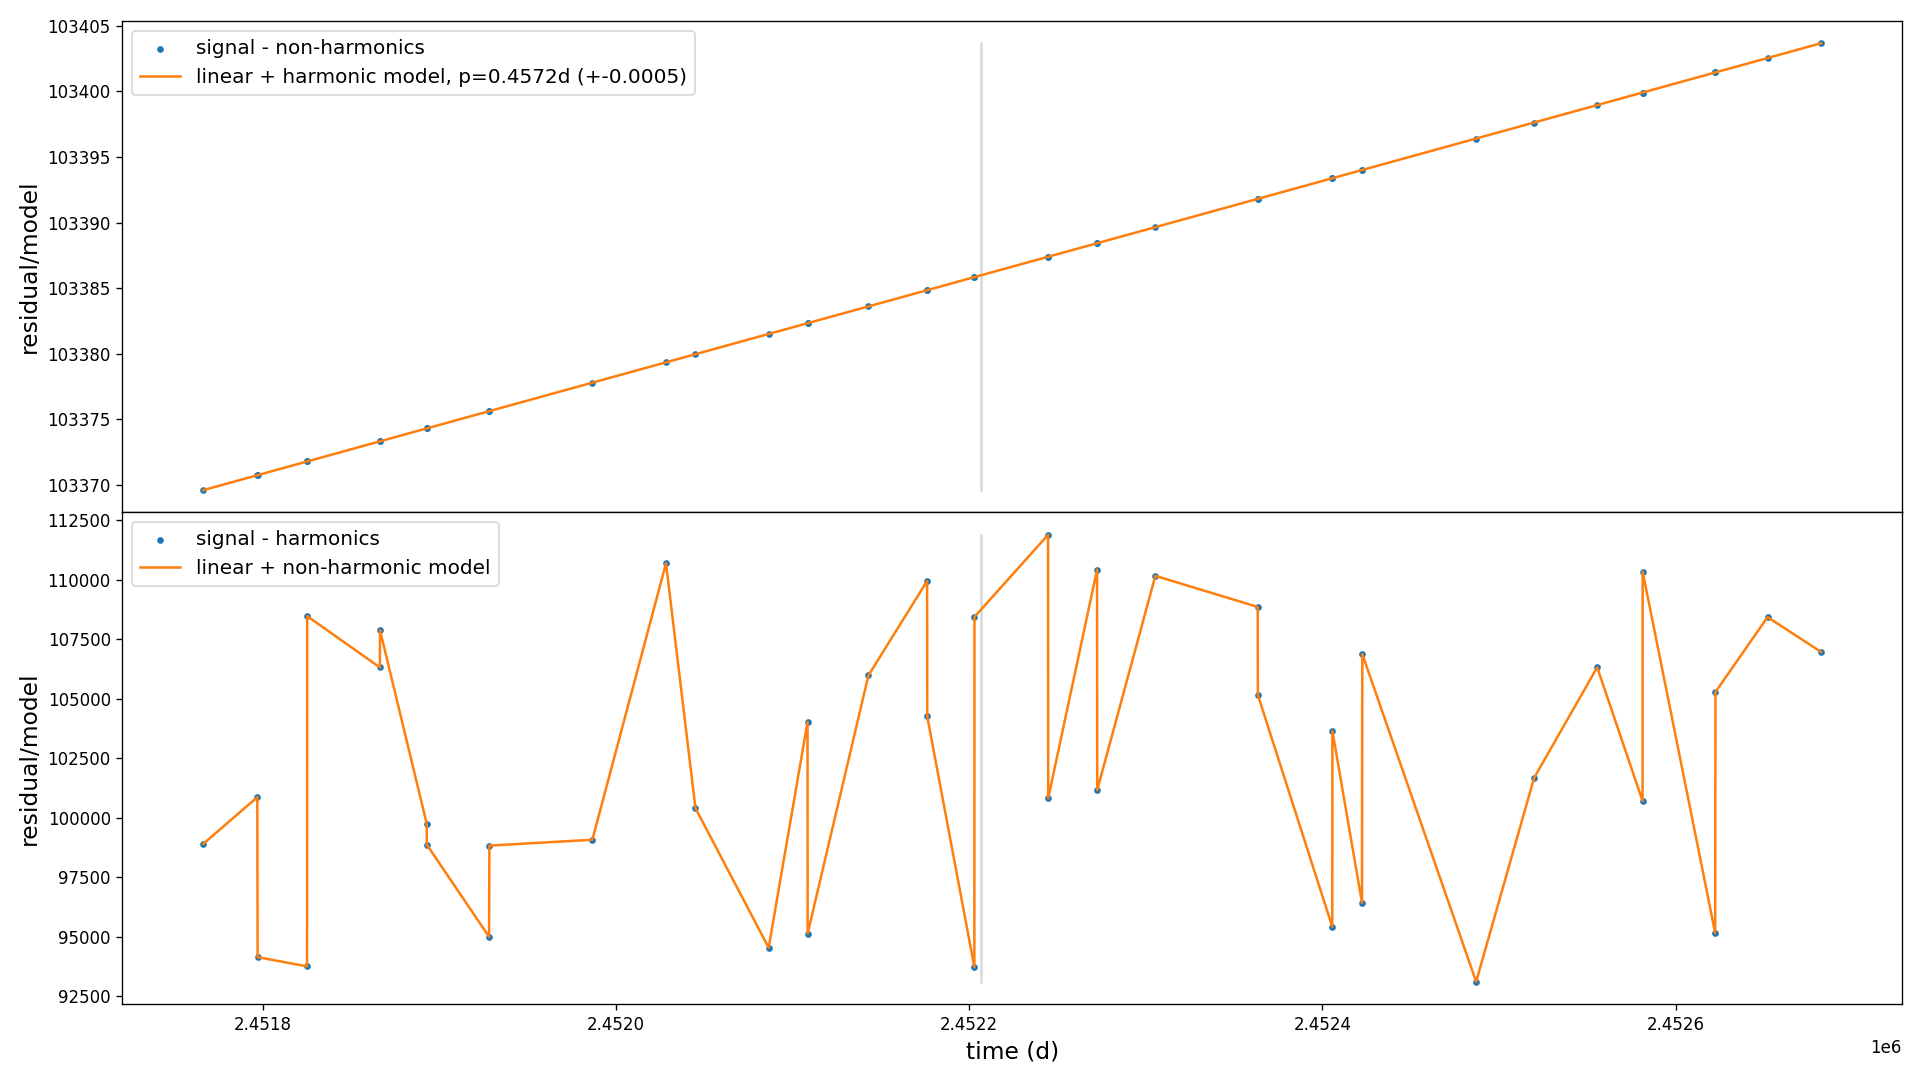 103405
103400
103395
103390
103385
103380
103375
103370
residual/model
signal - non-harmonics
linear + harmonic model, p=0.4572d (+-0.0005)
112500
110000
107500
105000
102500
100000
97500
95000
92500
residual/model
signal - harmonics
linear + non-harmonic model
2.4518
2.4520
2.4522
2.4524
2.4526
time (d)
1e6